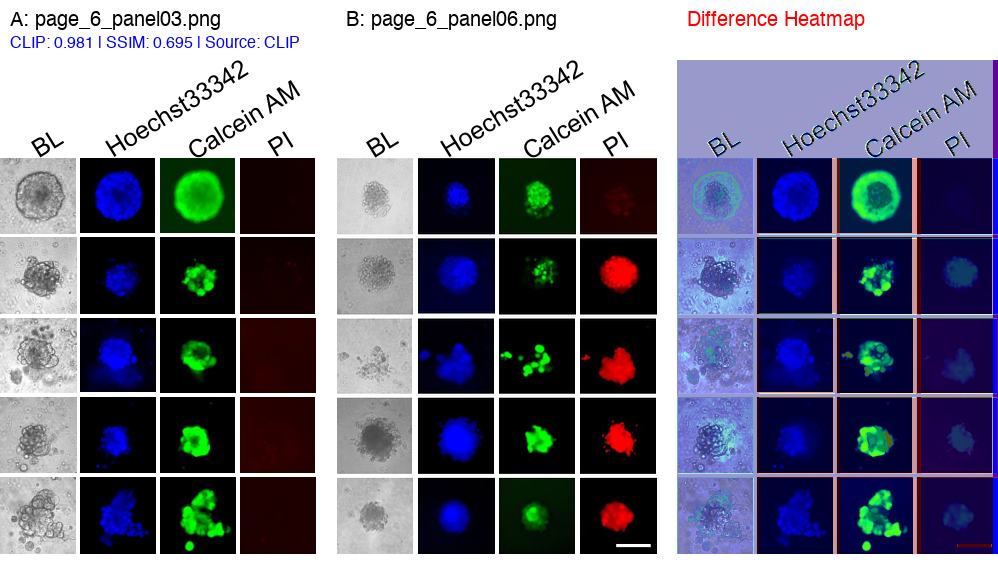 A: page_6_panel03.png
CLIP: 0.981 | SSIM: 0.695 | Source: CLIP
B: page_6_panel06.png
Difference Heatmap
BL
Hoechst33342
Calcein AM
PI
BL
Hoechst33342
Calcein AM
PI
BL
Hoechst33342
Calcein AM
PI